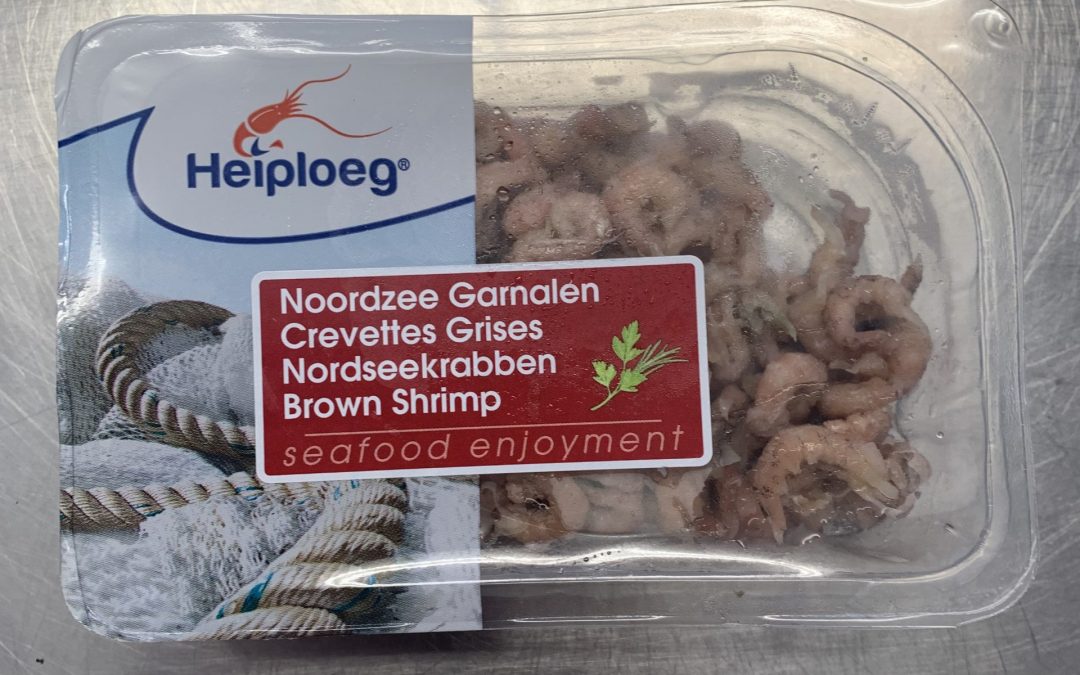 Heiploeg®
Noordzee Garnalen
Crevettes Grises
Nordseekrabben
Brown Shrimp
seafood enjoyment